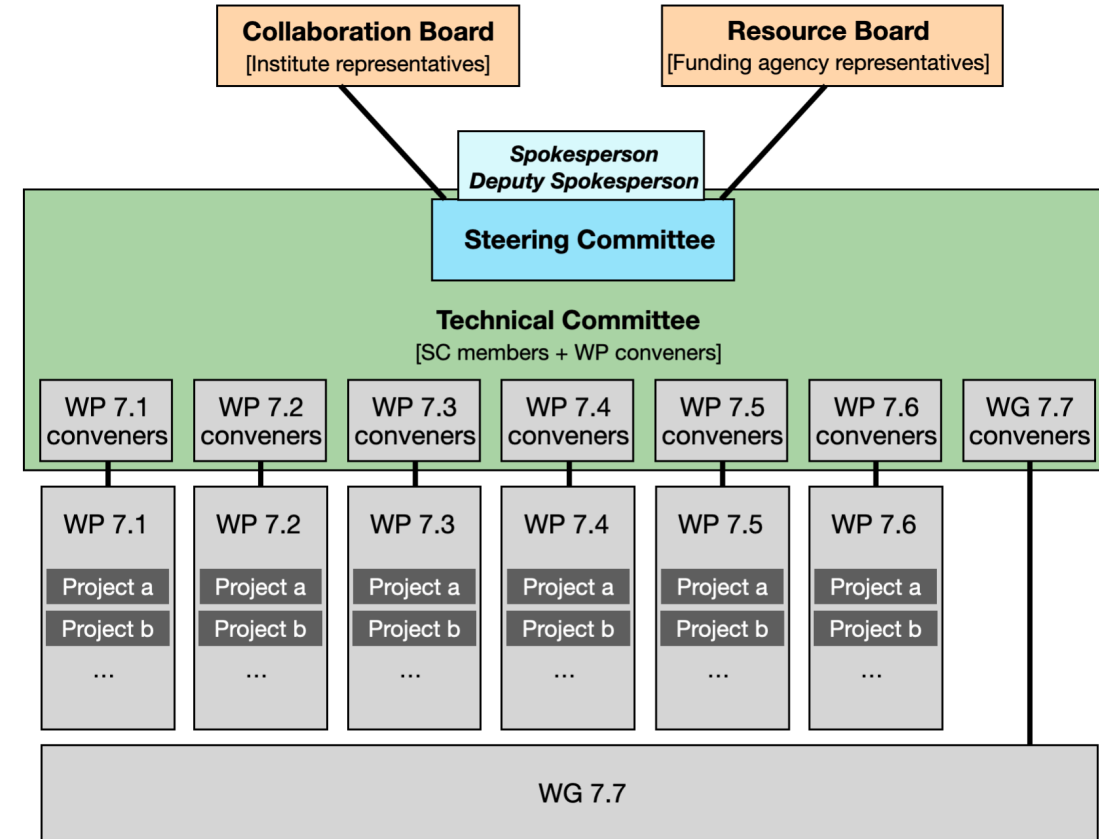 Collaboration Board
[Institute representatives]
Resource Board
[Funding agency representatives]
Spokesperson
Deputy Spokesperson
Steering Committee
Technical Committee
[SC members + WP conveners]
WP 7.1
conveners
WP 7.2
conveners
WP 7.3
conveners
WP 7.4
conveners
WP 7.5
conveners
WP 7.6
conveners
WG 7.7
conveners
WP 7.1
Project a
Project b
...
WP 7.2
Project a
Project b
...
WP 7.3
Project a
Project b
...
WP 7.4
Project a
Project b
...
WP 7.5
Project a
Project b
...
WP 7.6
Project a
Project b
...
WG 7.7